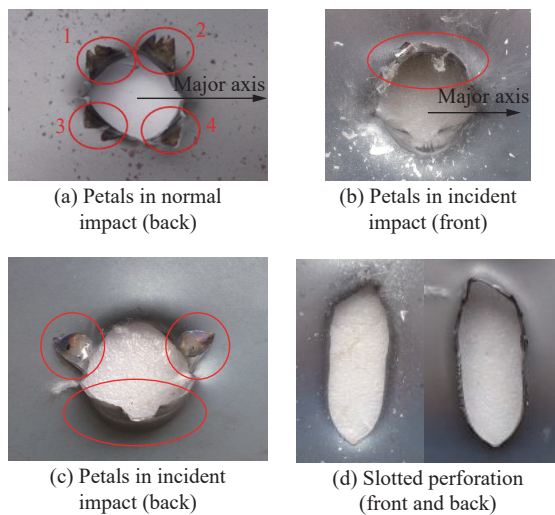 1
2
Major axis
3
4
(a) Petals in normal
impact (back)
Major axis
(b) Petals in incident
impact (front)
(c) Petals in incident
impact (back)
(d) Slotted perforation
(front and back)